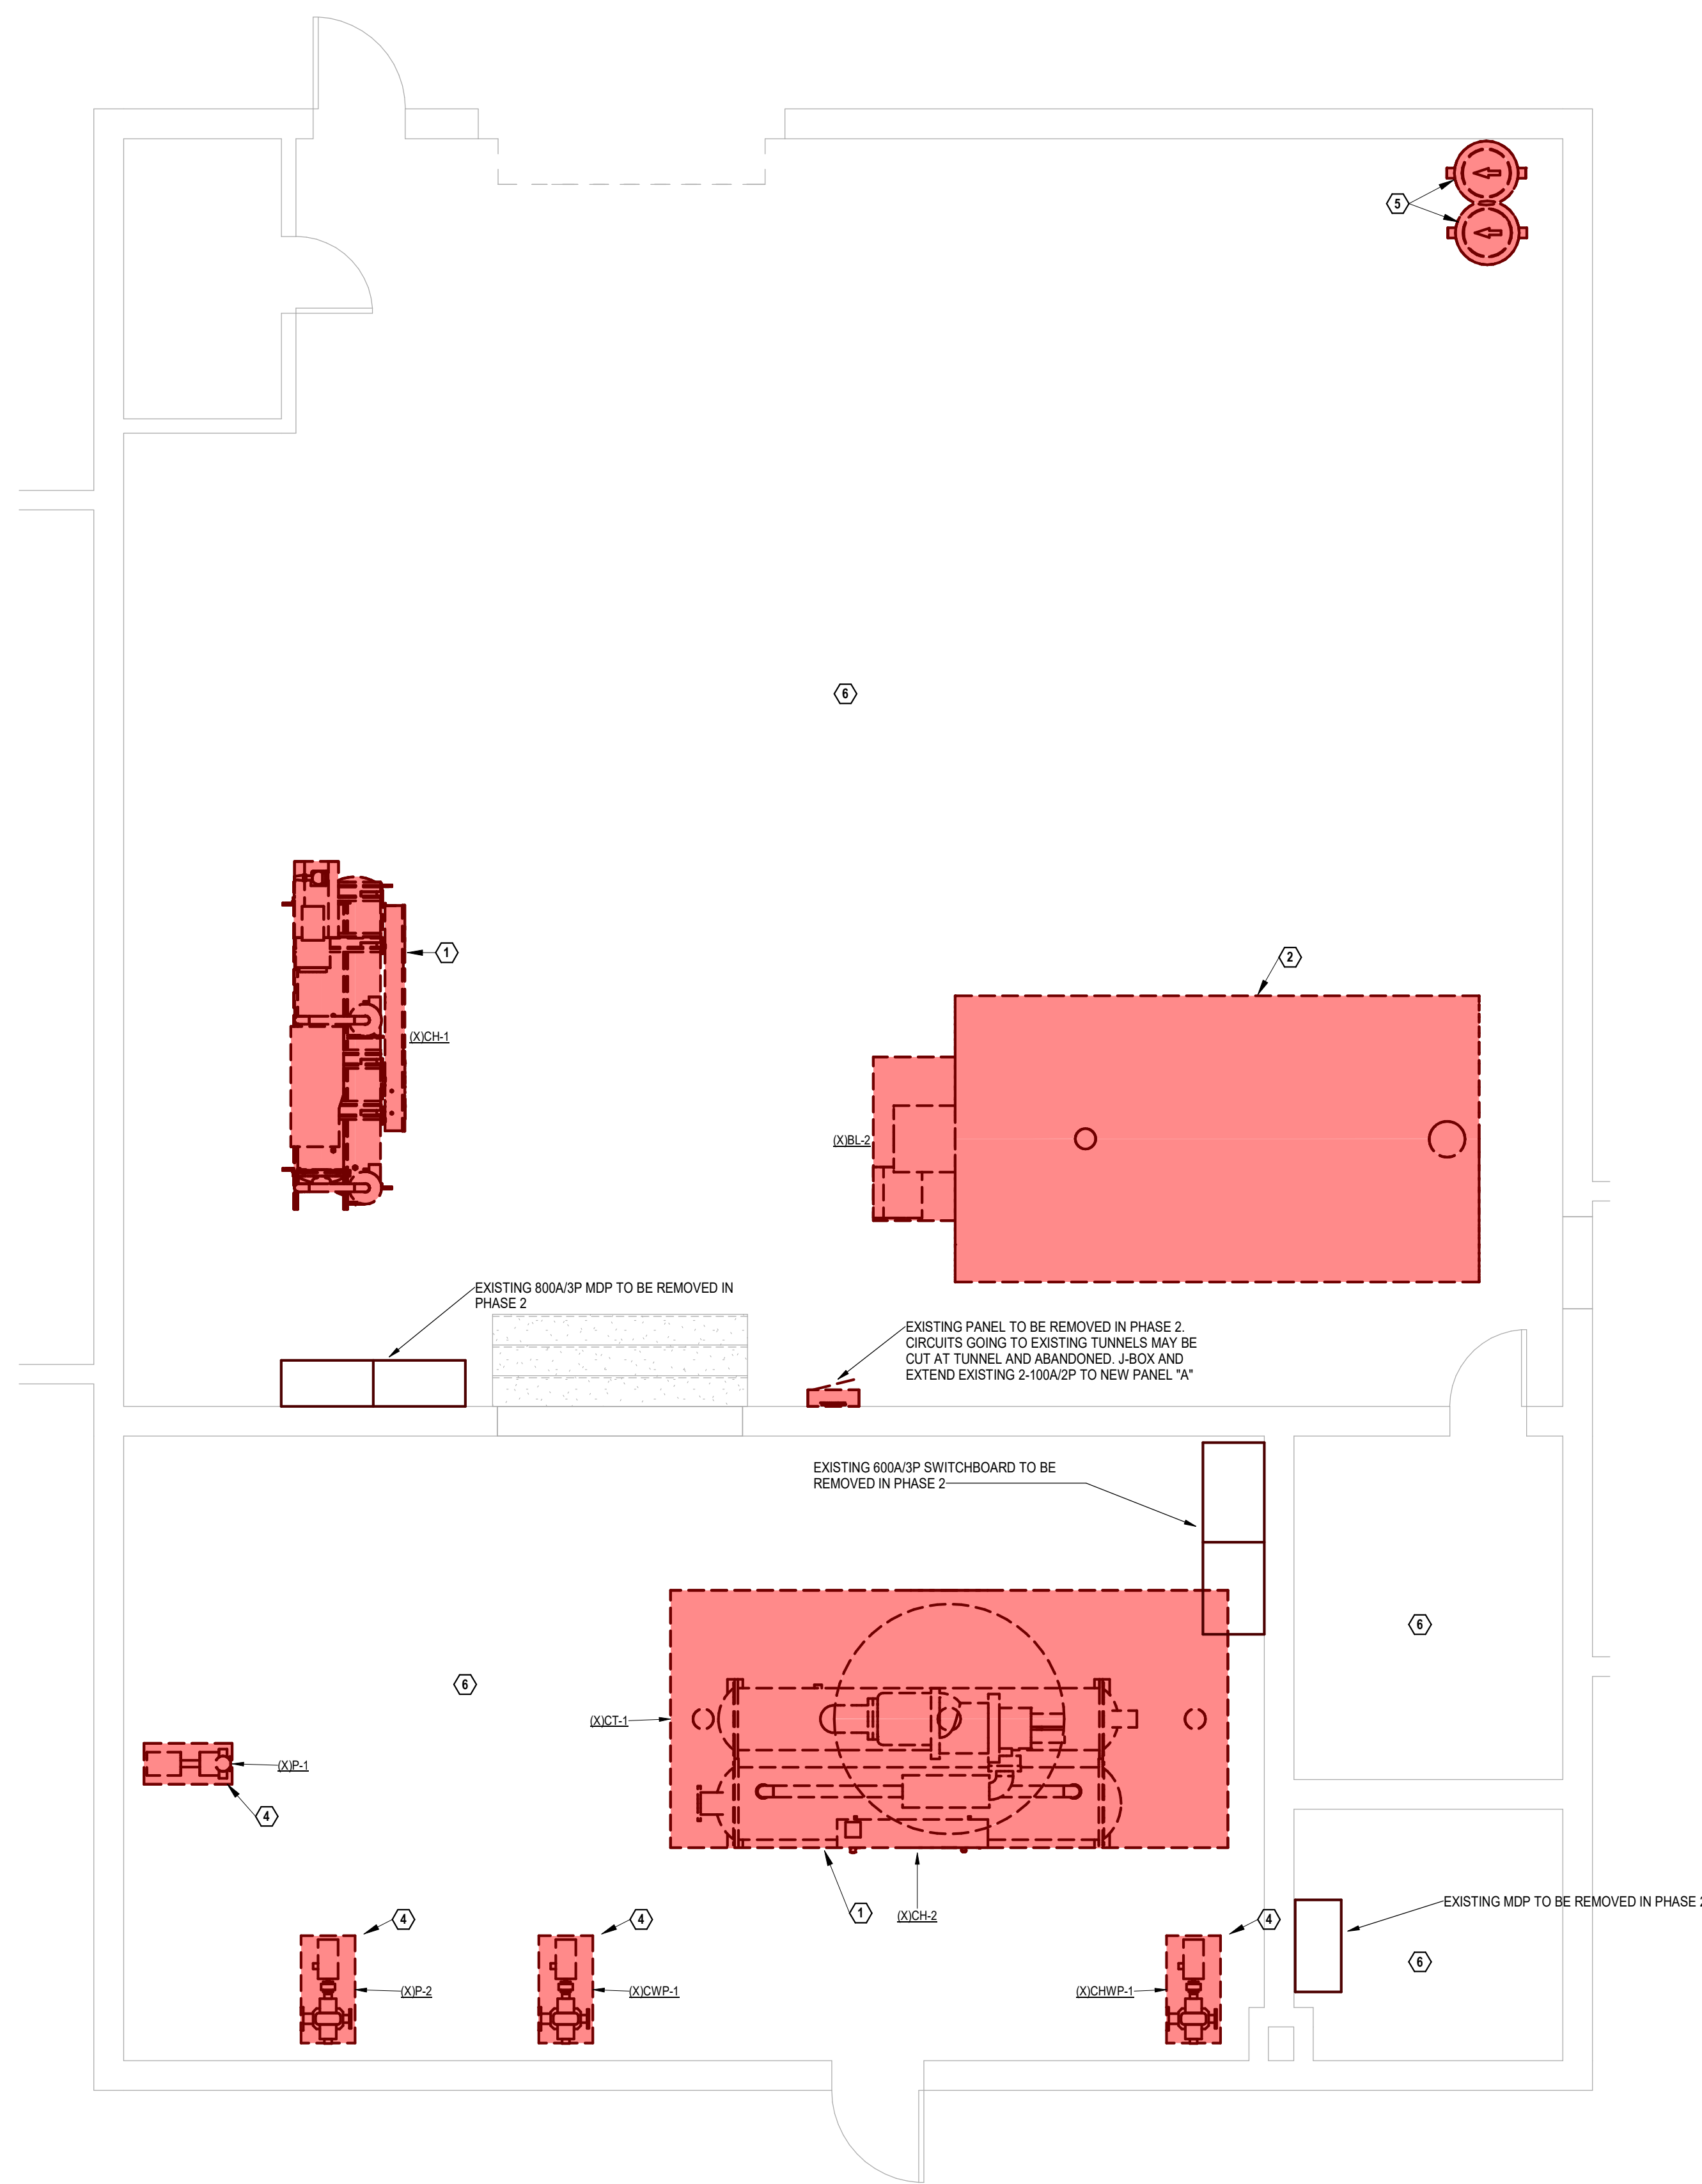 5
6
1
(X)CH-1
2
(X)BL-2
EXISTING 800A/3P MDP TO BE REMOVED IN
PHASE 2
EXISTING PANEL TO BE REMOVED IN PHASE 2.
CIRCUITS GOING TO EXISTING TUNNELS MAY BE
CUT AT TUNNEL AND ABANDONED. J-BOX AND
EXTEND EXISTING 2-100A/2P TO NEW PANEL "A"
EXISTING 600A/3P SWITCHBOARD TO BE
REMOVED IN PHASE 2
6
6
(X)CT-1
(X)P-1
4
1
(X)CH-2
EXISTING MDP TO BE REMOVED IN PHASE 2
4
4
4
6
(X)P-2
(X)CWP-1
(X)CHWP-1